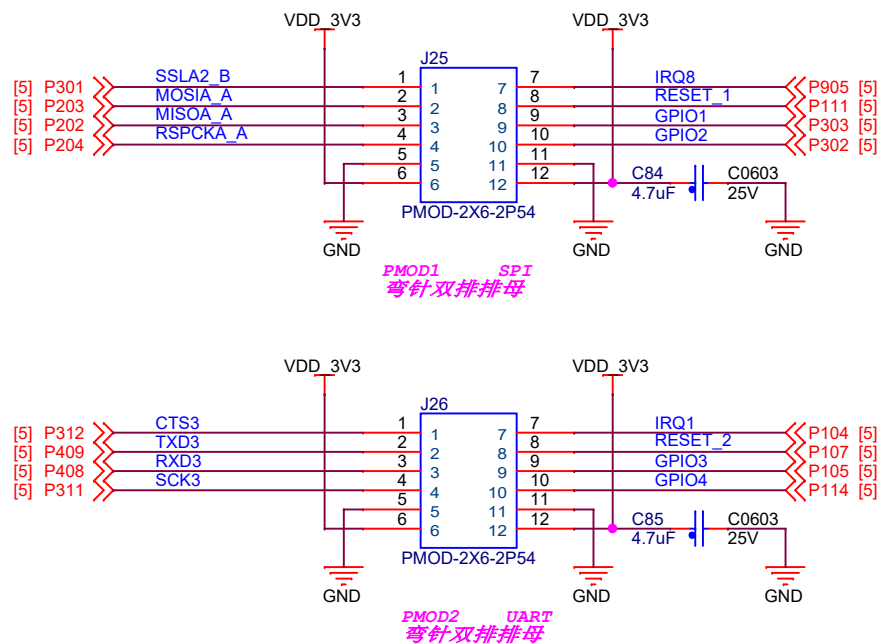 VDD_3V3 VDD_3V3
J25
[5] P301 SSLA2_B 1 1 7 7 IRQ8 P905 [5]
[5] P203 MOSIA_A 2 2 8 8 RESET_1 P111 [5]
[5] P202 MISOA_A 3 3 9 9 GPIO1 P303 [5]
[5] P204 RSPCKA_A 4 4 10 10 GPIO2 P302 [5]
5 5 11 11
6 6 12 12 C84 C0603
4.7uF 25V
PMOD-2X6-2P54
GND GND GND
PMOD1 SPI
弯针双排排母
VDD_3V3 VDD_3V3
J26
[5] P312 CTS3 1 1 7 7 IRQ1 P104 [5]
[5] P409 TXD3 2 2 8 8 RESET_2 P107 [5]
[5] P408 RXD3 3 3 9 9 GPIO3 P105 [5]
[5] P311 SCK3 4 4 10 10 GPIO4 P114 [5]
5 5 11 11
6 6 12 12 C85 C0603
4.7uF 25V
PMOD-2X6-2P54
GND GND GND
PMOD2 UART
弯针双排排母